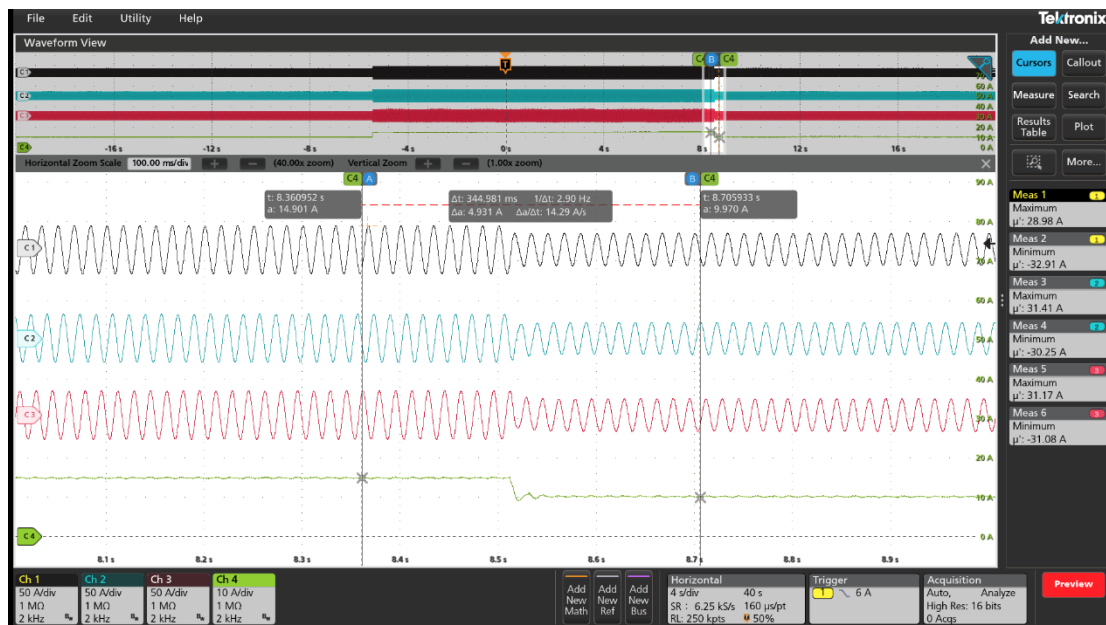 File Edit Utility Help
Tektronix
Waveform View
Add New...
C4 B C4
T
C1
C2
C3
C4
60 A
40 A
20 A
10 A
0 A
-16 s -12 s -8 s -4 s 0 s 4 s 8 s 12 s 16 s
Horizontal Zoom Scale 100.00 ms/div + − (40.00x zoom) Vertical Zoom + − (1.00x zoom)
C4 A B C4
t: 8.360952 s
a: 14.901 A
Δt: 344.981 ms 1/Δt: 2.90 Hz
Δa: 4.931 A Δa/Δt: 14.29 A/s
t: 8.705933 s
a: 9.970 A
90 A
80 A
C1
70 A
60 A
C2
50 A
40 A
C3
30 A
20 A
10 A
C4
0 A
8.1 s 8.2 s 8.4 s 8.5 s 8.6 s 8.7 s 8.8 s 8.9 s
Cursors Callout
Measure Search
Results Table Plot
More...
Meas 1 1
Maximum
µ': 28.98 A
Meas 2 1
Minimum
µ': -32.91 A
Meas 3 2
Maximum
µ': 31.41 A
Meas 4 2
Minimum
µ': -30.25 A
Meas 5 3
Maximum
µ': 31.17 A
Meas 6 3
Minimum
µ': -31.08 A
Ch 1
50 A/div
1 MΩ
2 kHz Bw
Ch 2
50 A/div
1 MΩ
2 kHz Bw
Ch 3
50 A/div
1 MΩ
2 kHz Bw
Ch 4
10 A/div
1 MΩ
2 kHz Bw
Add New Math
Add New Ref
Add New Bus
Horizontal
4 s/div 40 s
SR : 6.25 kS/s 160 µs/pt
RL: 250 kpts 50%
Trigger
1 6 A
Acquisition
Auto, Analyze
High Res: 16 bits
0 Acqs
Preview